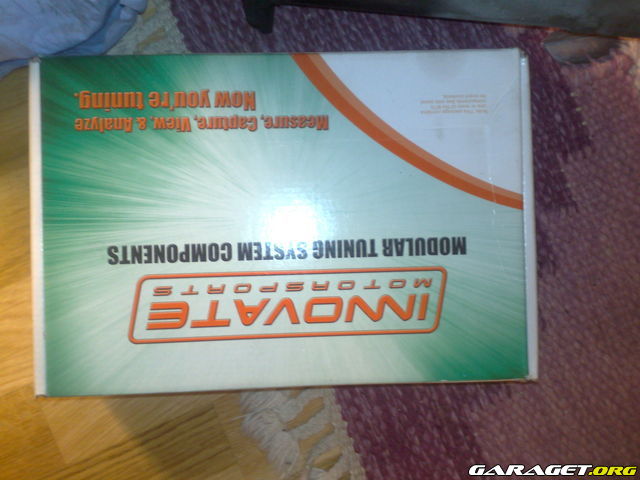 INNOVATE
MOTORSPORTS
MODULAR TUNING SYSTEM COMPONENTS
Measure, Capture, View, & Analyze
Now you're tuning.
GARAGET.ORG